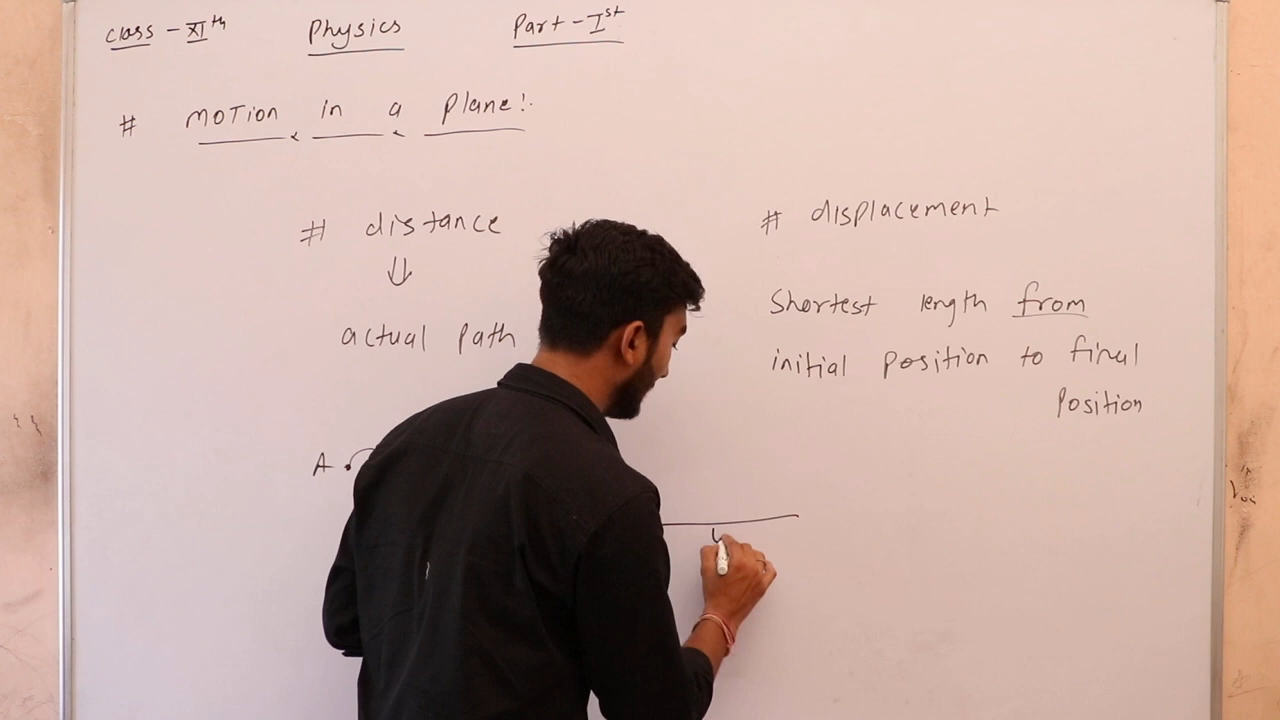 class - XIth Physics Part - Ist
# MOTion in a Plane!.
# distance
⇓
actual path
A
# displacement
Shortest length from
initial position to final
Position